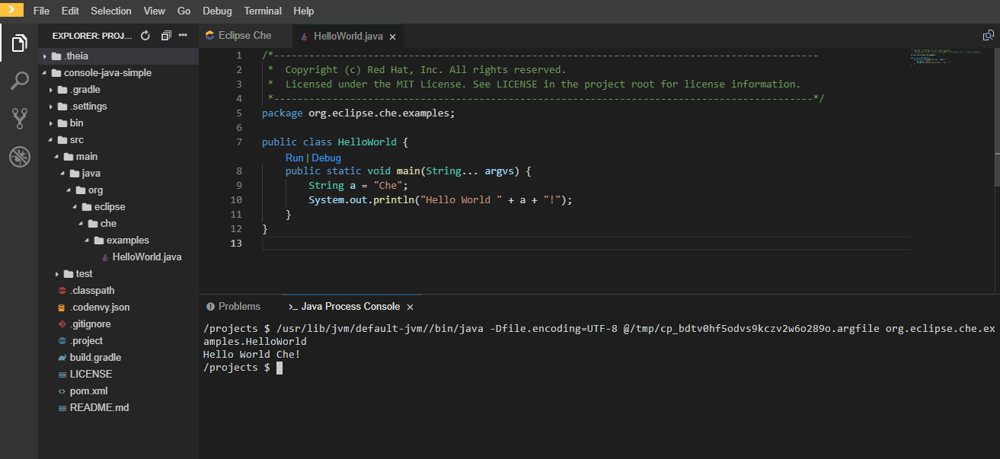 File Edit Selection View Go Debug Terminal Help
EXPLORER: PROJ...
.theia
console-java-simple
.gradle
.settings
bin
src
main
java
org
eclipse
che
examples
HelloWorld.java
test
.classpath
.codenvy.json
.gitignore
.project
build.gradle
LICENSE
pom.xml
README.md
Eclipse Che HelloWorld.java ×
1 /*--------------------------------------------------------------------------------------------
2 * Copyright (c) Red Hat, Inc. All rights reserved.
3 * Licensed under the MIT License. See LICENSE in the project root for license information.
4 *--------------------------------------------------------------------------------------------*/
5 package org.eclipse.che.examples;
6
7 public class HelloWorld {
Run | Debug
8 public static void main(String... argvs) {
9 String a = "Che";
10 System.out.println("Hello World " + a + "!");
11 }
12 }
13
Problems >_ Java Process Console ×
/projects $ /usr/lib/jvm/default-jvm//bin/java -Dfile.encoding=UTF-8 @/tmp/cp_bdtv0hf5odvs9kczv2w6o289o.argfile org.eclipse.che.ex
amples.HelloWorld
Hello World Che!
/projects $